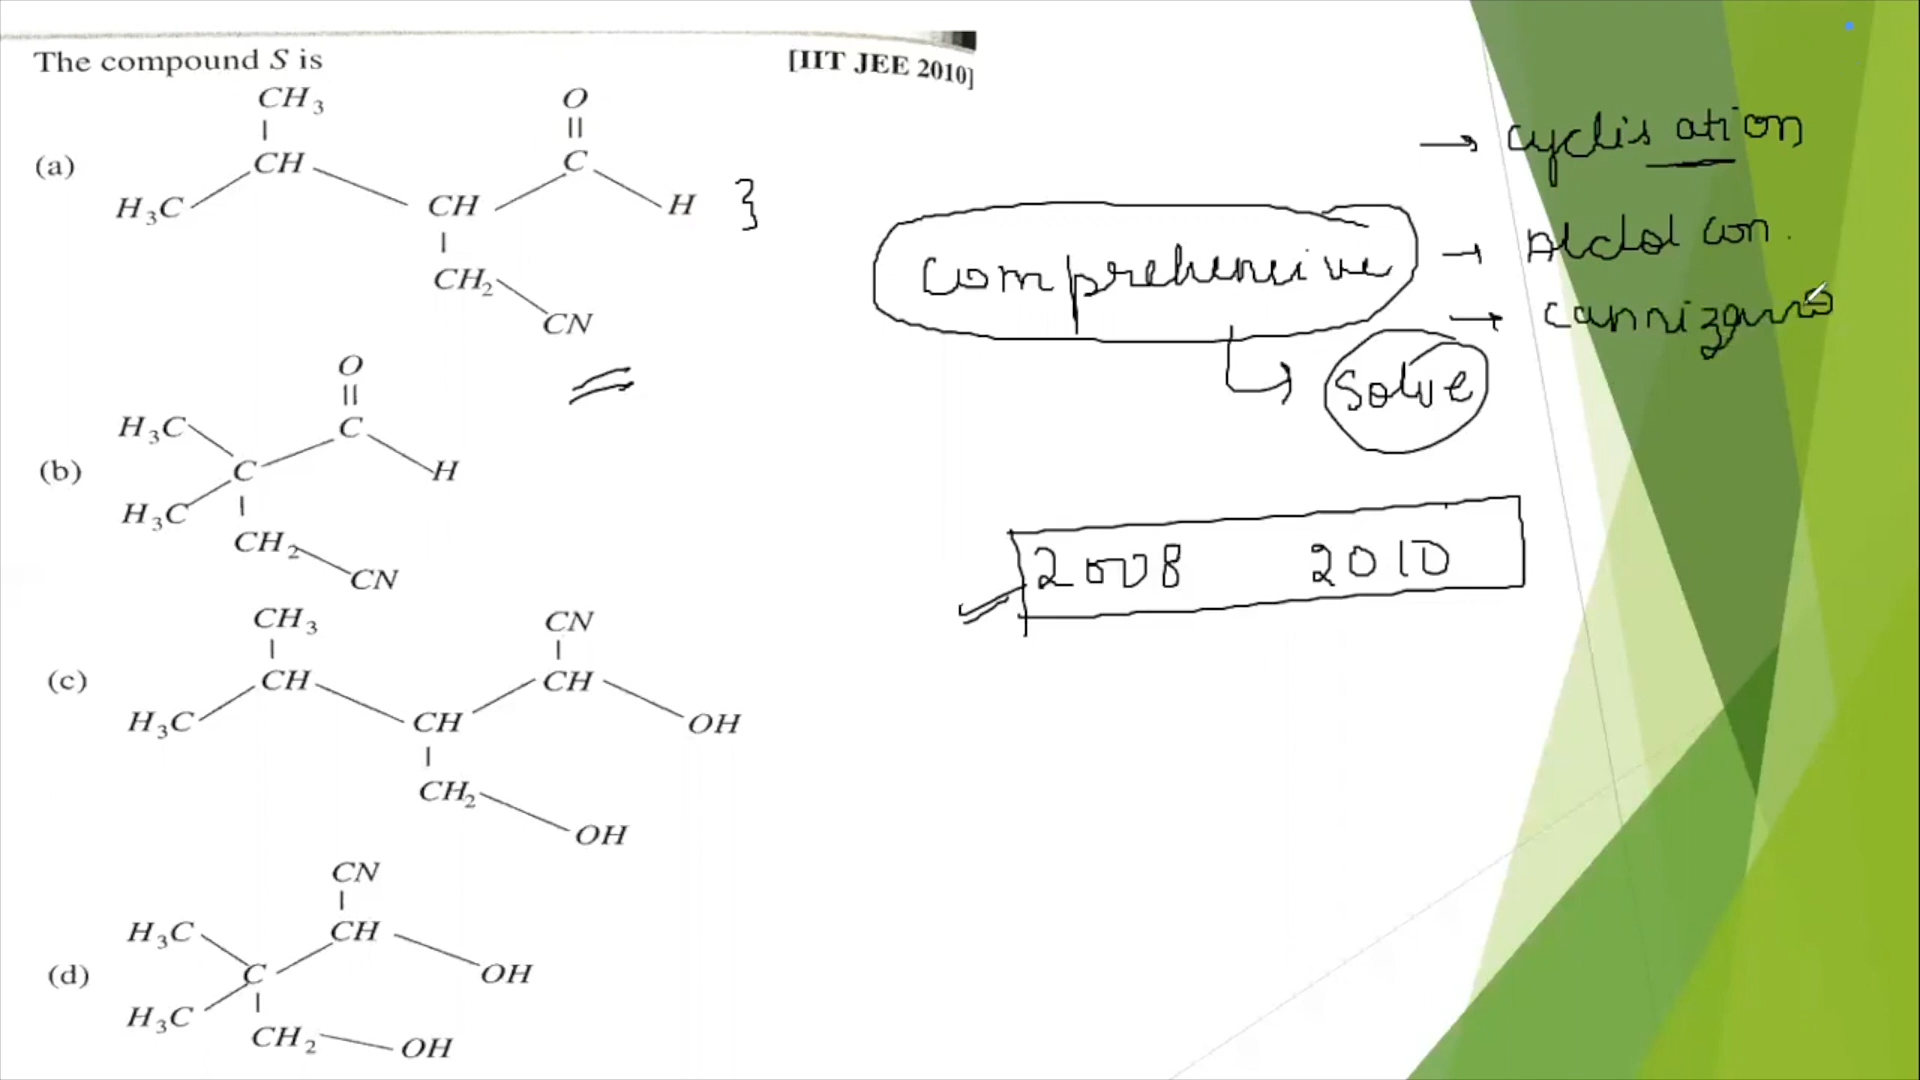 The compound S is [IIT JEE 2010]
(a)
CH3
O
||
H3C CH CH C H
CH2
CN
(b)
O
||
H3C C H
C
H3C
CH2
CN
(c)
CH3 CN
CH CH
H3C CH OH
CH2
OH
(d)
CN
H3C CH
C OH
H3C
CH2 OH
→ cyclisation
comprehensive → Aldol con.
→ cannizzaro
solve
2008 2010